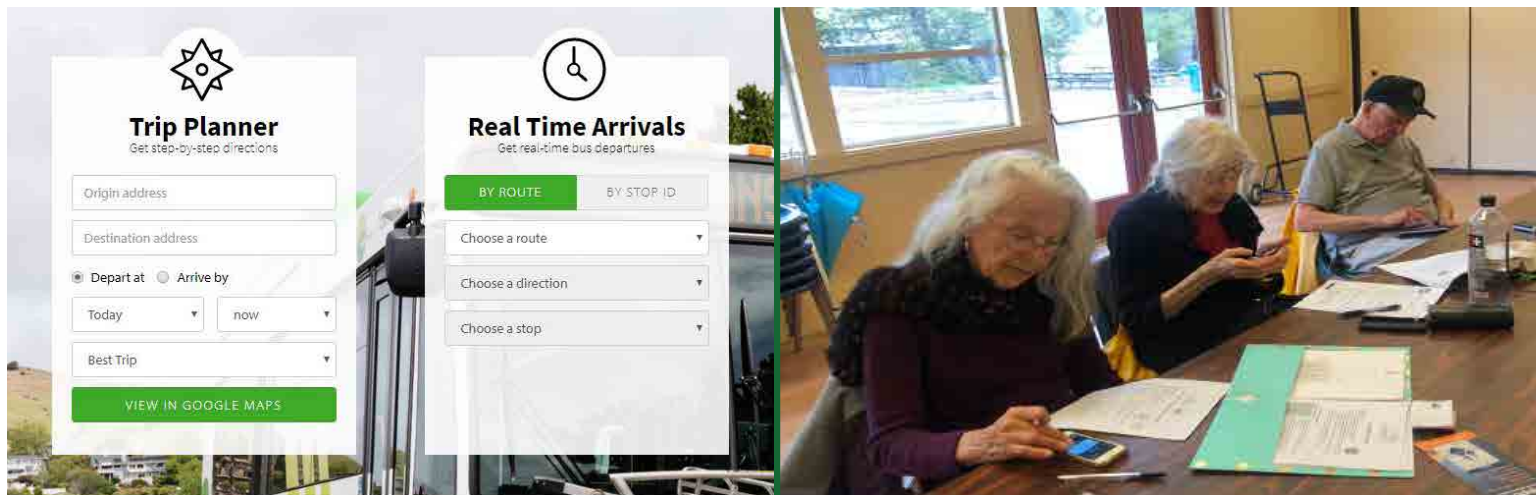 Trip Planner
Get step-by-step directions
Origin address
Destination address
Depart at
Arrive by
Today
now
Best Trip
VIEW IN GOOGLE MAPS
Real Time Arrivals
Get real-time bus departures
BY ROUTE
BY STOP ID
Choose a route
Choose a direction
Choose a stop